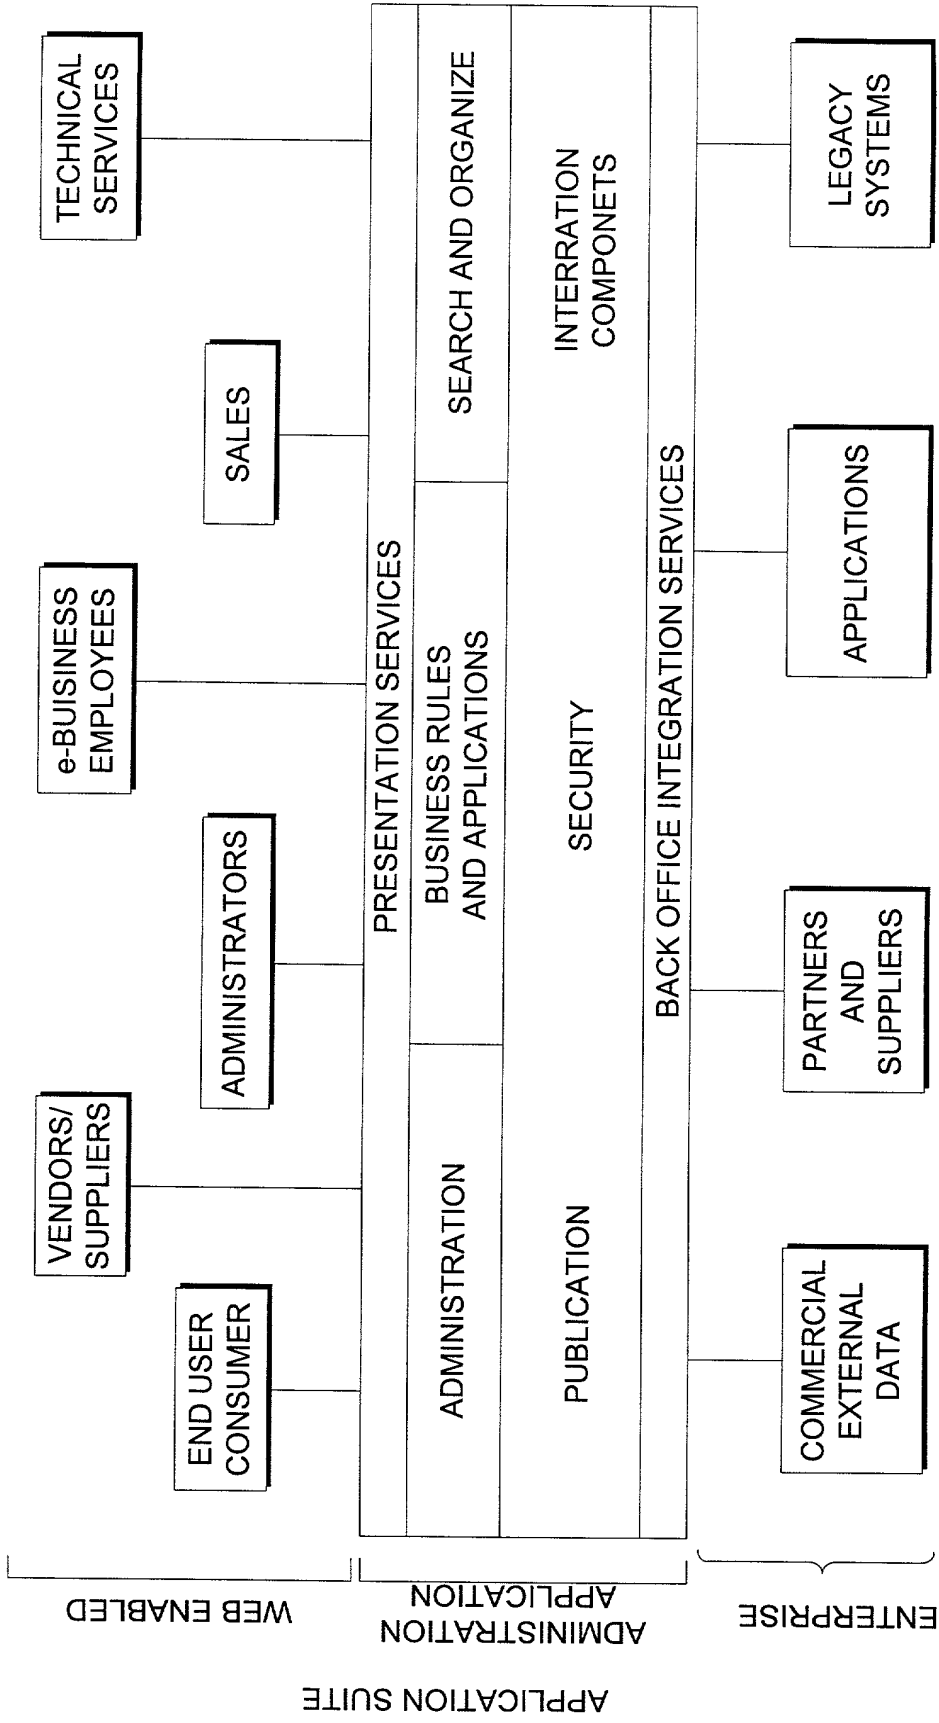 APPLICATION SUITE
WEB ENABLED
ADMINISTRATION
APPLICATION
ENTERPRISE
VENDORS/
SUPPLIERS
e-BUISINESS
EMPLOYEES
TECHNICAL
SERVICES
END USER
CONSUMER
ADMINISTRATORS
SALES
PRESENTATION SERVICES
ADMINISTRATION
BUSINESS RULES
AND APPLICATIONS
SEARCH AND ORGANIZE
PUBLICATION
SECURITY
INTERRATION
COMPONETS
BACK OFFICE INTEGRATION SERVICES
COMMERCIAL
EXTERNAL
DATA
PARTNERS
AND
SUPPLIERS
APPLICATIONS
LEGACY
SYSTEMS